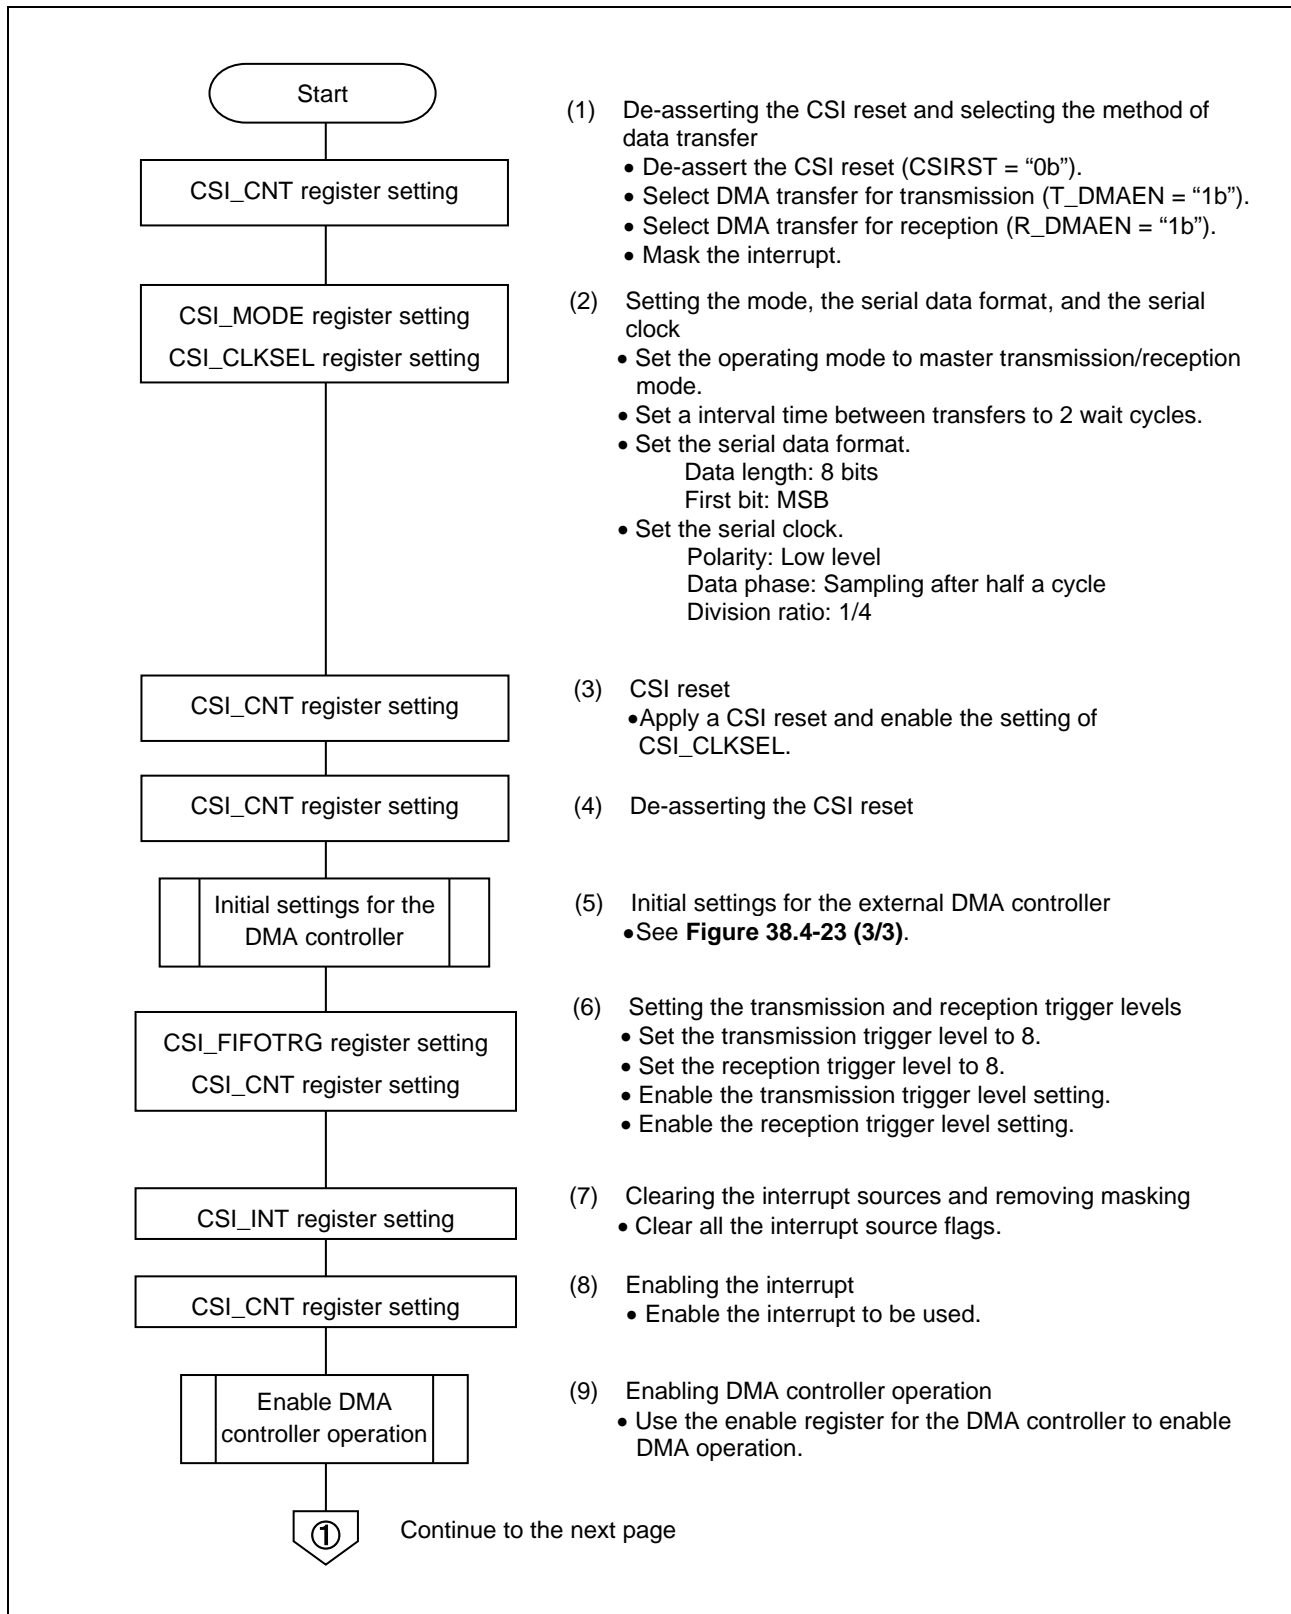 Start
CSI_CNT register setting
(1) De-asserting the CSI reset and selecting the method of
data transfer
• De-assert the CSI reset (CSIRST = “0b”).
• Select DMA transfer for transmission (T_DMAEN = “1b”).
• Select DMA transfer for reception (R_DMAEN = “1b”).
• Mask the interrupt.
CSI_MODE register setting
CSI_CLKSEL register setting
(2) Setting the mode, the serial data format, and the serial
clock
• Set the operating mode to master transmission/reception
mode.
• Set a interval time between transfers to 2 wait cycles.
• Set the serial data format.
Data length: 8 bits
First bit: MSB
• Set the serial clock.
Polarity: Low level
Data phase: Sampling after half a cycle
Division ratio: 1/4
CSI_CNT register setting
(3) CSI reset
•Apply a CSI reset and enable the setting of
CSI_CLKSEL.
CSI_CNT register setting
(4) De-asserting the CSI reset
Initial settings for the
DMA controller
(5) Initial settings for the external DMA controller
•See Figure 38.4-23 (3/3).
CSI_FIFOTRG register setting
CSI_CNT register setting
(6) Setting the transmission and reception trigger levels
• Set the transmission trigger level to 8.
• Set the reception trigger level to 8.
• Enable the transmission trigger level setting.
• Enable the reception trigger level setting.
CSI_INT register setting
(7) Clearing the interrupt sources and removing masking
• Clear all the interrupt source flags.
CSI_CNT register setting
(8) Enabling the interrupt
• Enable the interrupt to be used.
Enable DMA
controller operation
(9) Enabling DMA controller operation
• Use the enable register for the DMA controller to enable
DMA operation.
① Continue to the next page